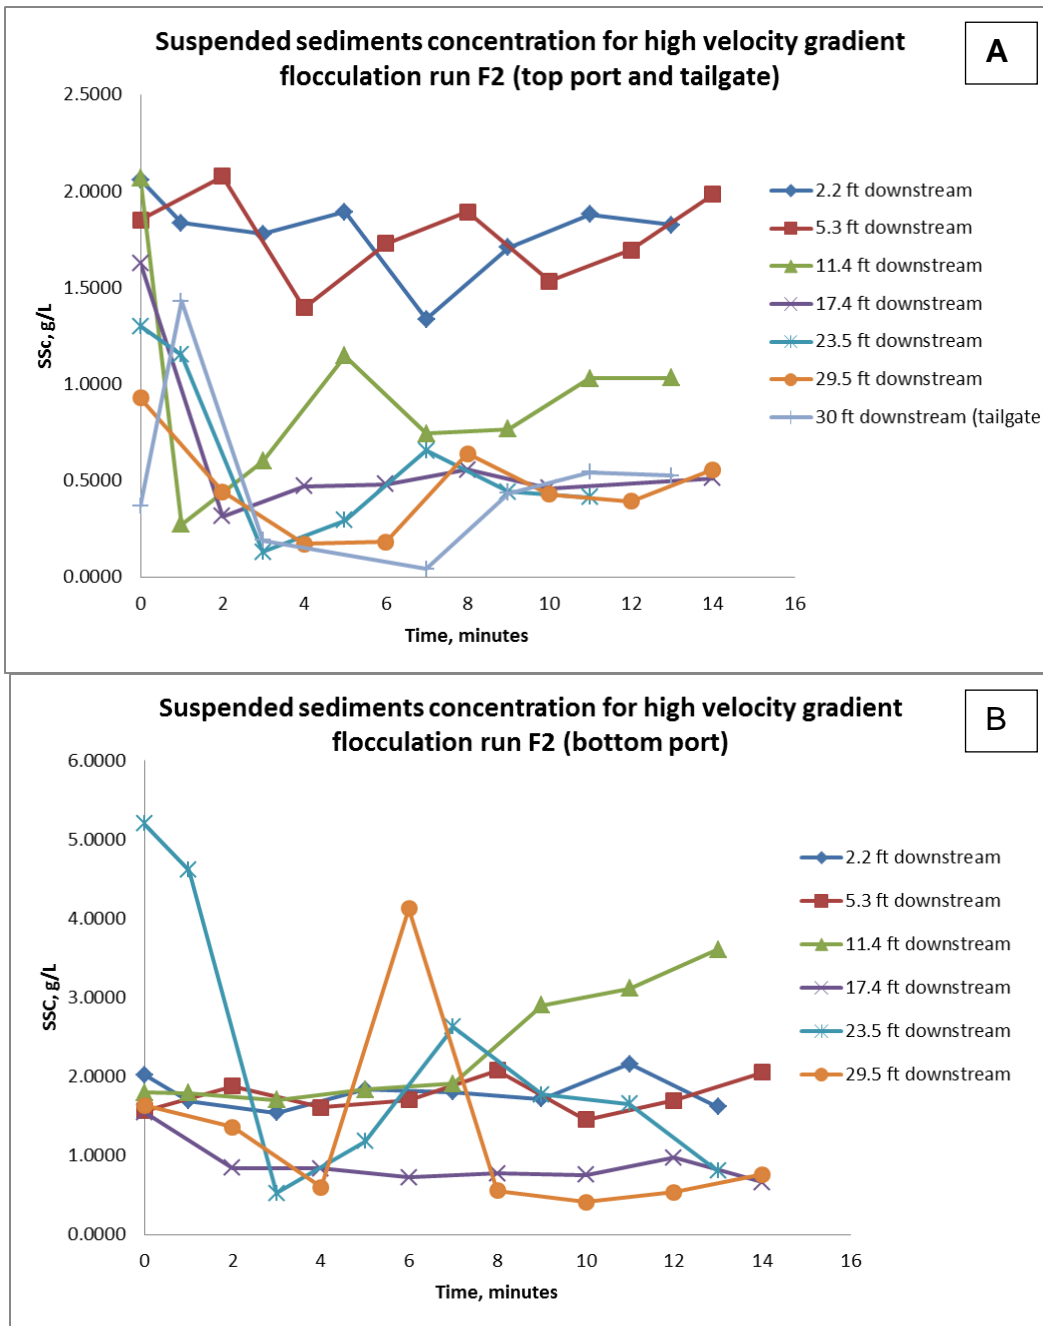 Suspended sediments concentration for high velocity gradient
flocculation run F2 (top port and tailgate)
A
2.5000
2.0000
1.5000
1.0000
0.5000
0.0000
SSc, g/L
0 2 4 6 8 10 12 14 16
Time, minutes
2.2 ft downstream
5.3 ft downstream
11.4 ft downstream
17.4 ft downstream
23.5 ft downstream
29.5 ft downstream
30 ft downstream (tailgate
Suspended sediments concentration for high velocity gradient
flocculation run F2 (bottom port)
B
6.0000
5.0000
4.0000
3.0000
2.0000
1.0000
0.0000
SSC, g/L
0 2 4 6 8 10 12 14 16
Time, minutes
2.2 ft downstream
5.3 ft downstream
11.4 ft downstream
17.4 ft downstream
23.5 ft downstream
29.5 ft downstream